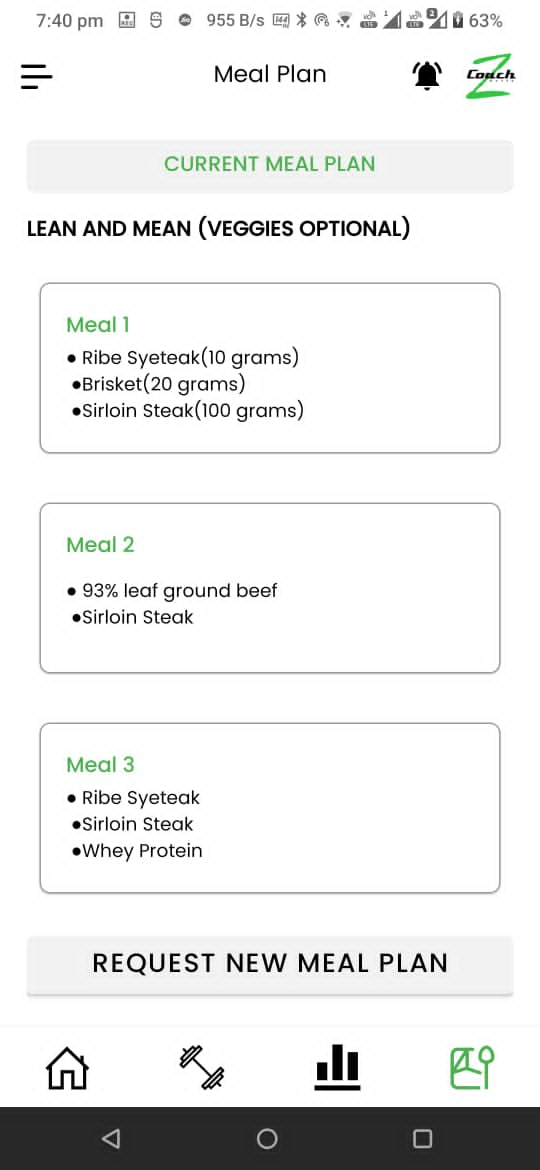 7:40 pm 955 B/s 63%
Meal Plan
Coach
CURRENT MEAL PLAN
LEAN AND MEAN (VEGGIES OPTIONAL)
Meal 1
● Ribe Syeteak(10 grams)
●Brisket(20 grams)
●Sirloin Steak(100 grams)
Meal 2
● 93% leaf ground beef
●Sirloin Steak
Meal 3
● Ribe Syeteak
●Sirloin Steak
●Whey Protein
REQUEST NEW MEAL PLAN